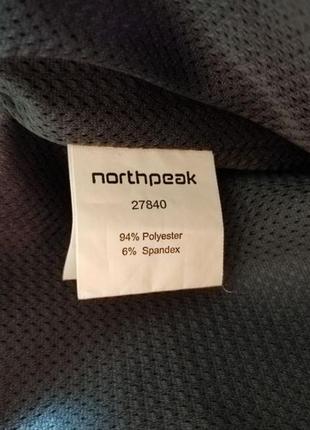 northpeak
27840
94% Polyester
6% Spandex